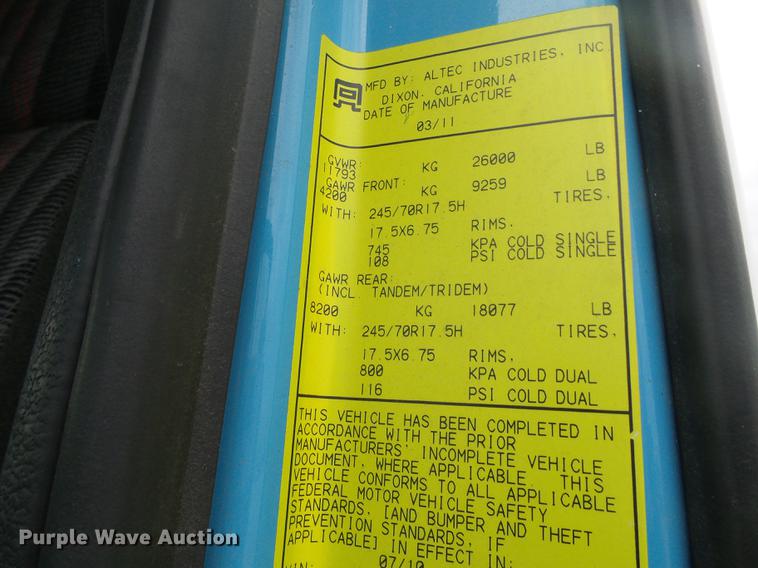 MFD BY: ALTEC INDUSTRIES, INC
DIXON, CALIFORNIA
DATE OF MANUFACTURE
03/11
GVWR:
11793 KG 26000 LB
GAWR FRONT:
4200 KG 9259 LB
WITH: 245/70R17.5H TIRES,
17.5X6.75 RIMS,
745 KPA COLD SINGLE
108 PSI COLD SINGLE
GAWR REAR:
(INCL. TANDEM/TRIDEM)
8200 KG 18077 LB
WITH: 245/70R17.5H TIRES,
17.5X6.75 RIMS,
800 KPA COLD DUAL
116 PSI COLD DUAL
THIS VEHICLE HAS BEEN COMPLETED IN
ACCORDANCE WITH THE PRIOR
MANUFACTURERS' INCOMPLETE VEHICLE
DOCUMENT, WHERE APPLICABLE. THIS
VEHICLE CONFORMS TO ALL APPLICABLE
FEDERAL MOTOR VEHICLE SAFETY
STANDARDS, [AND BUMPER AND THEFT
PREVENTION STANDARDS, IF
APPLICABLE] IN EFFECT IN:
VIN: 07/10
Purple Wave Auction